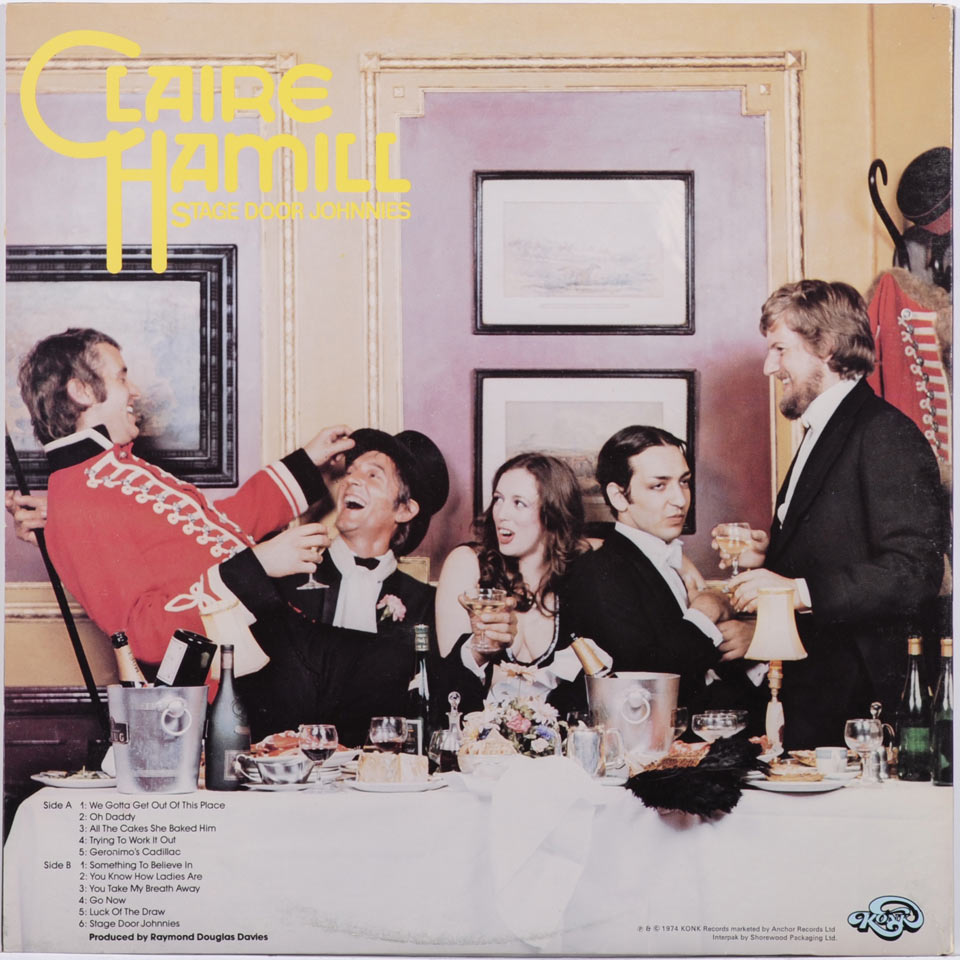 CLAIRE
HAMILL
STAGE DOOR JOHNNIES
Side A 1: We Gotta Get Out Of This Place
2: Oh Daddy
3: All The Cakes She Baked Him
4: Trying To Work It Out
5: Geronimo's Cadillac
Side B 1: Something To Believe In
2: You Know How Ladies Are
3: You Take My Breath Away
4: Go Now
5: Luck Of The Draw
6: Stage Door Johnnies
Produced by Raymond Douglas Davies
KONK
℗ & © 1974 KONK Records marketed by Anchor Records Ltd
Interpak by Shorewood Packaging Ltd.